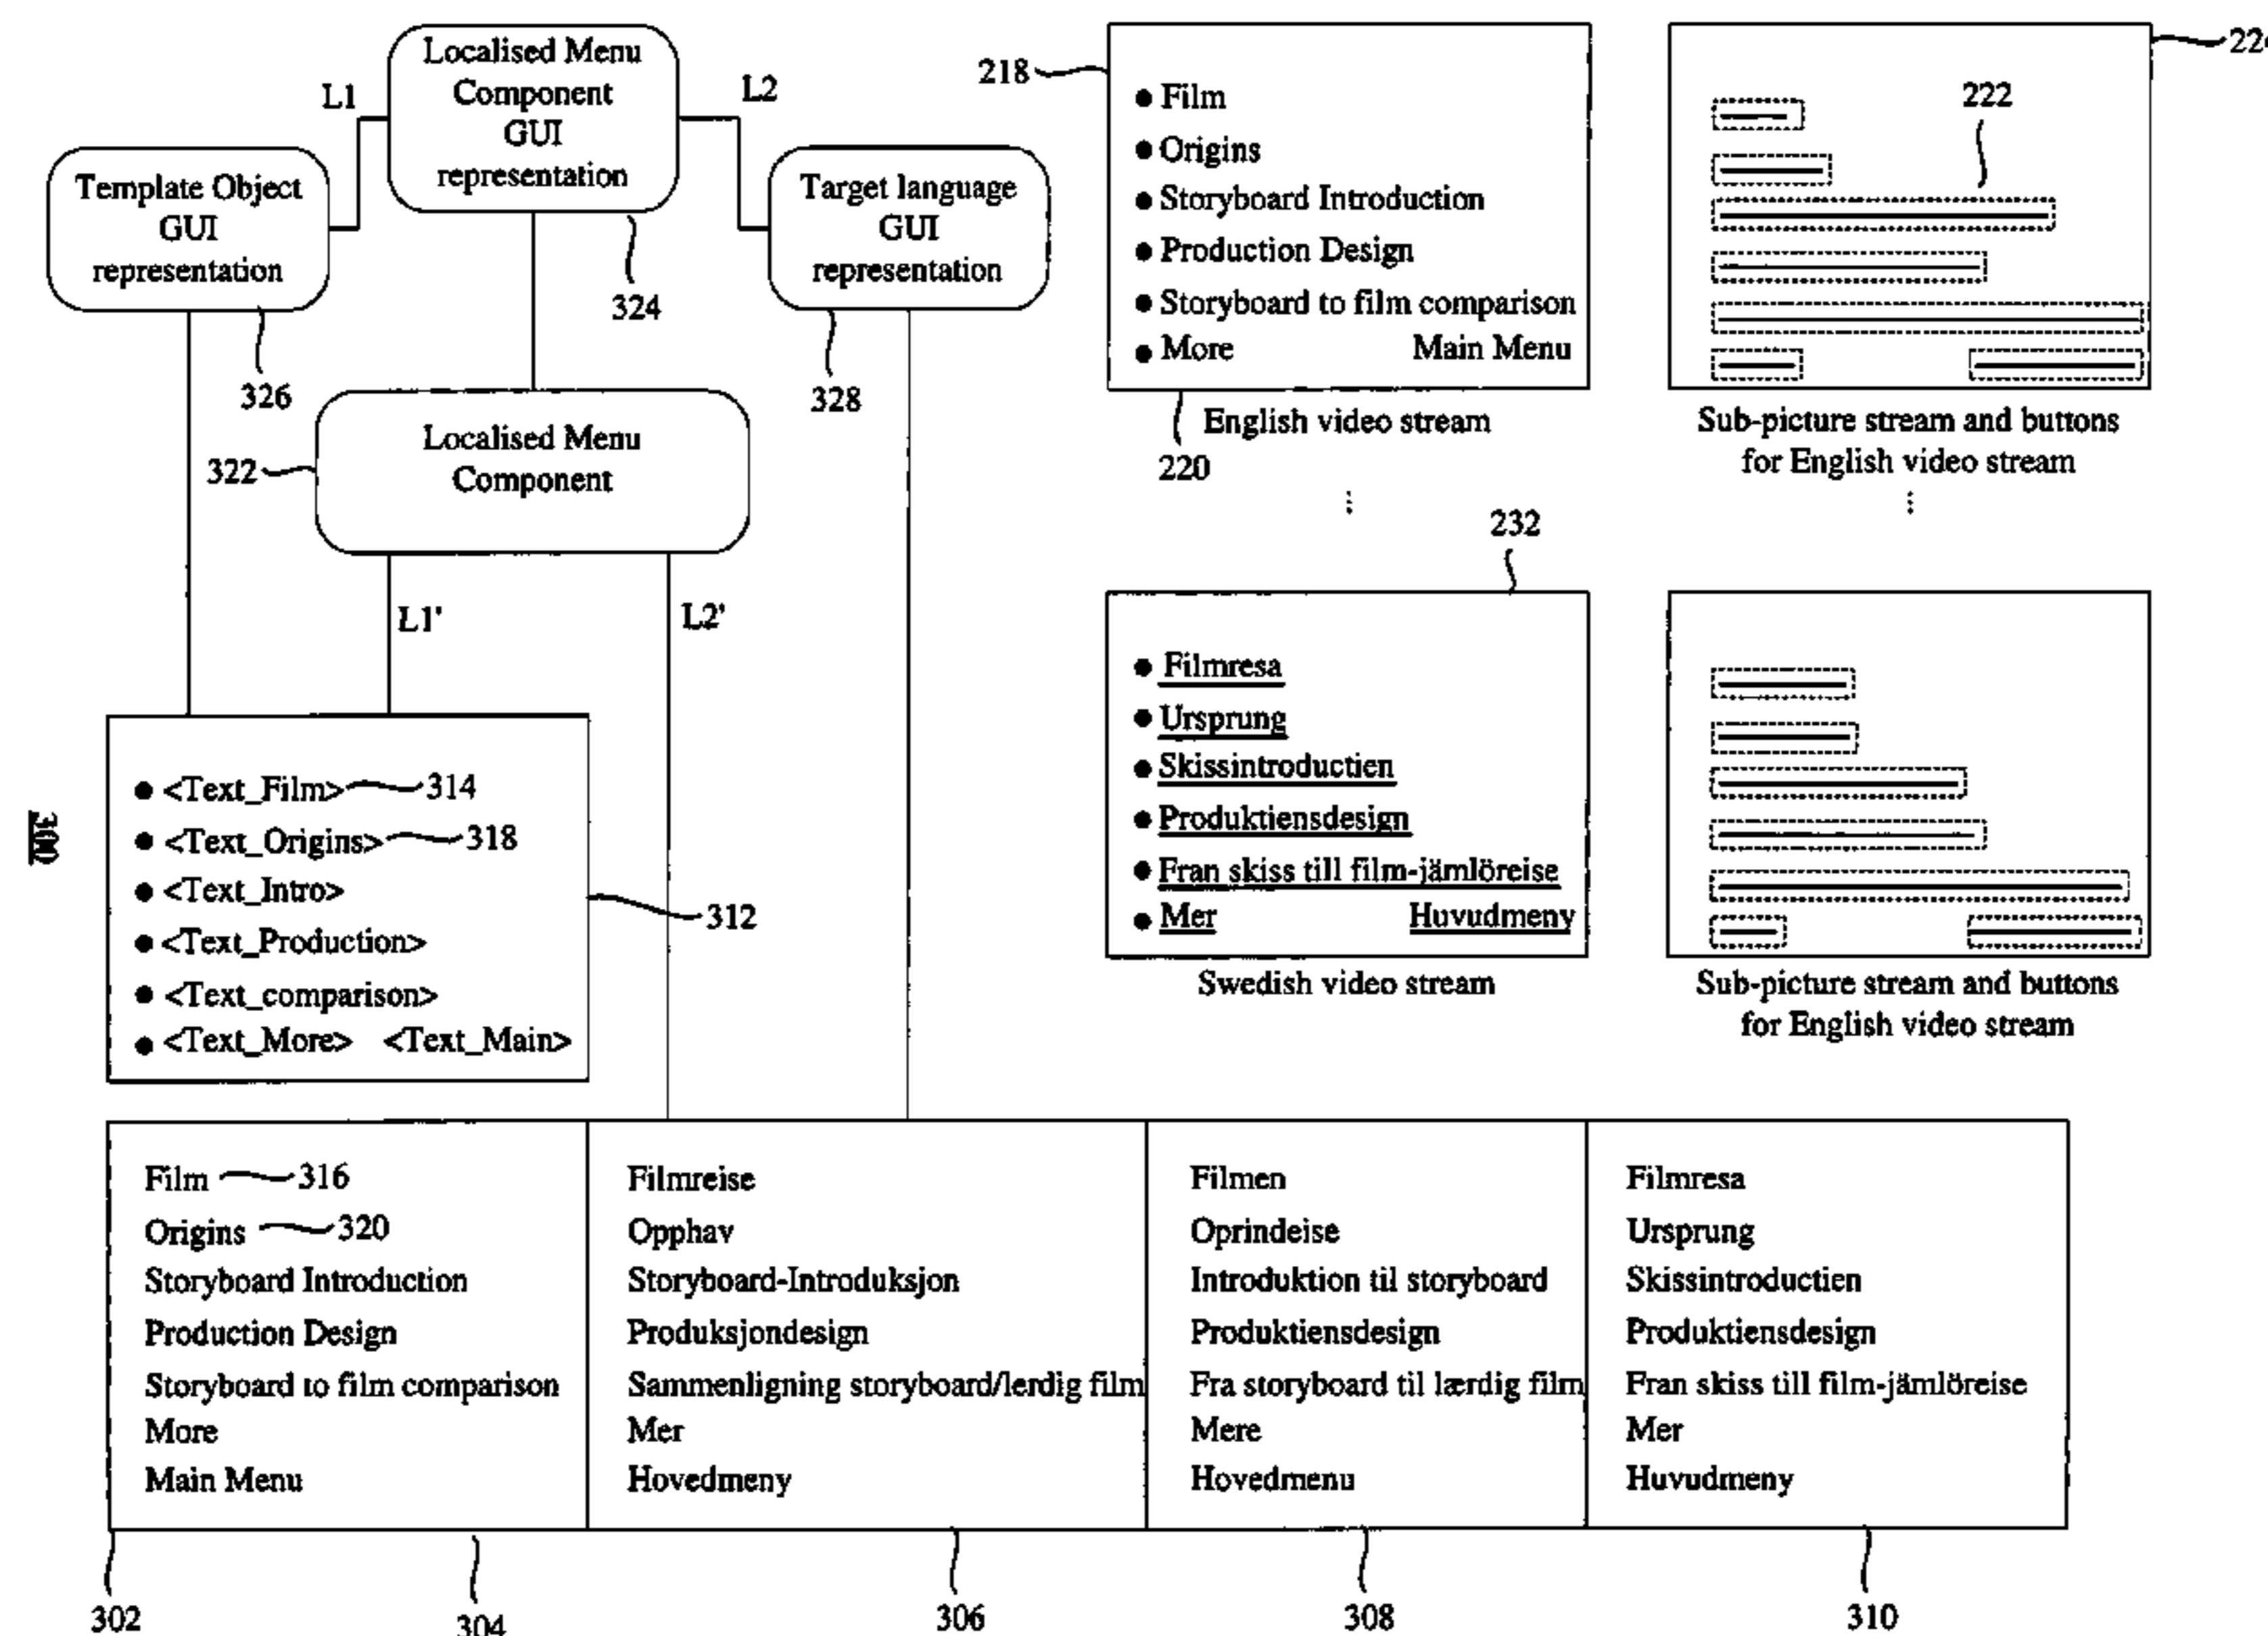 Localised Menu
Component
GUI
representation
L1
L2
Template Object
GUI
representation
Target language
GUI
representation
324
326
328
Localised Menu
Component
322
L1'
L2'
218
• Film
• Origins
• Storyboard Introduction
• Production Design
• Storyboard to film comparison
• More Main Menu
220
English video stream
222
Sub-picture stream and buttons
for English video stream
232
• Filmresa
• Ursprung
• Skissintroductien
• Produktiensdesign
• Fran skiss till film-jämlöreise
• Mer Huvudmeny
Swedish video stream
Sub-picture stream and buttons
for English video stream
300
• <Text_Film> 314
• <Text_Origins> 318
• <Text_Intro>
• <Text_Production>
• <Text_comparison>
• <Text_More> <Text_Main>
312
Film 316
Origins 320
Storyboard Introduction
Production Design
Storyboard to film comparison
More
Main Menu
Filmreise
Opphav
Storyboard-Introduksjon
Produksjondesign
Sammenligning storyboard/lerdig film
Mer
Hovedmeny
Filmen
Oprindeise
Introduktion til storyboard
Produktiensdesign
Fra storyboard til lærdig film
Mere
Hovedmenu
Filmresa
Ursprung
Skissintroductien
Produktiensdesign
Fran skiss till film-jämlöreise
Mer
Huvudmeny
302
304
306
308
310